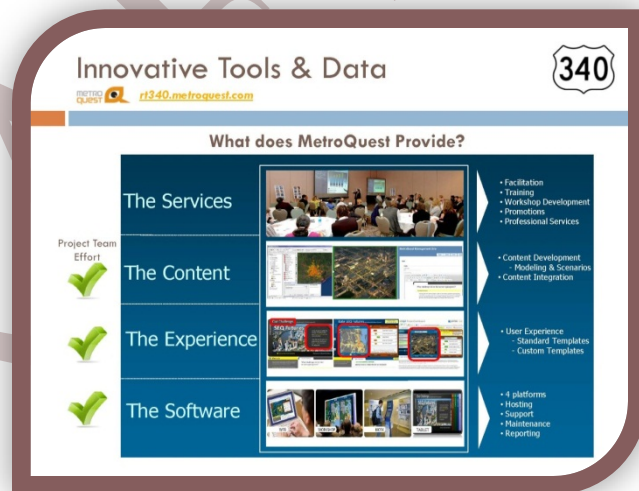 Innovative Tools & Data
340
METRO QUEST
rt340.metroquest.com
What does MetroQuest Provide?
The Services
• Facilitation
• Training
• Workshop Development
• Promotions
• Professional Services
Project Team
Effort
The Content
• Content Development
- Modeling & Scenarios
• Content Integration
The Experience
• User Experience
- Standard Templates
- Custom Templates
The Software
• 4 platforms
• Hosting
• Support
• Maintenance
• Reporting